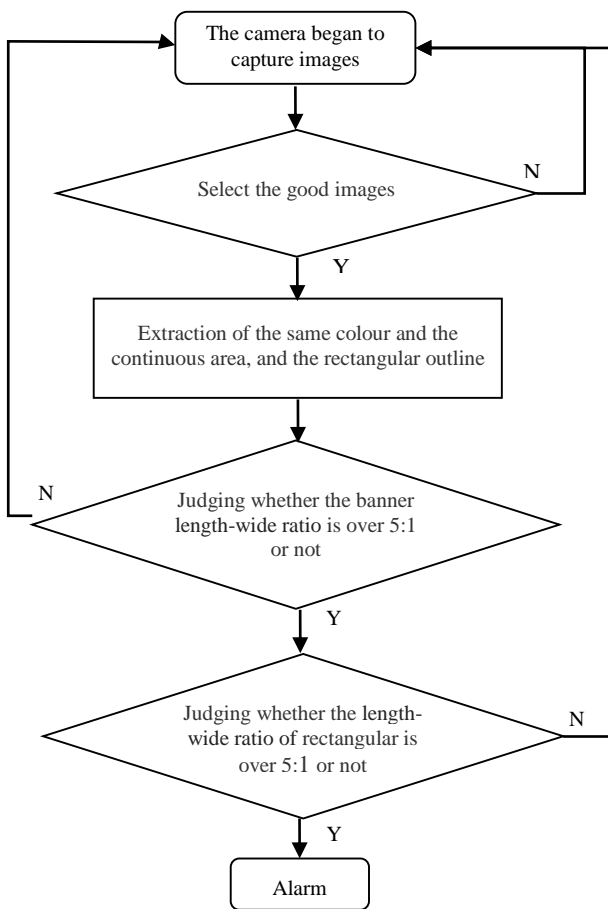 The camera began to
capture images
Select the good images
N
Y
Extraction of the same colour and the
continuous area, and the rectangular outline
N
Judging whether the banner
length-wide ratio is over 5:1
or not
Y
Judging whether the length-
wide ratio of rectangular is
over 5:1 or not
N
Y
Alarm